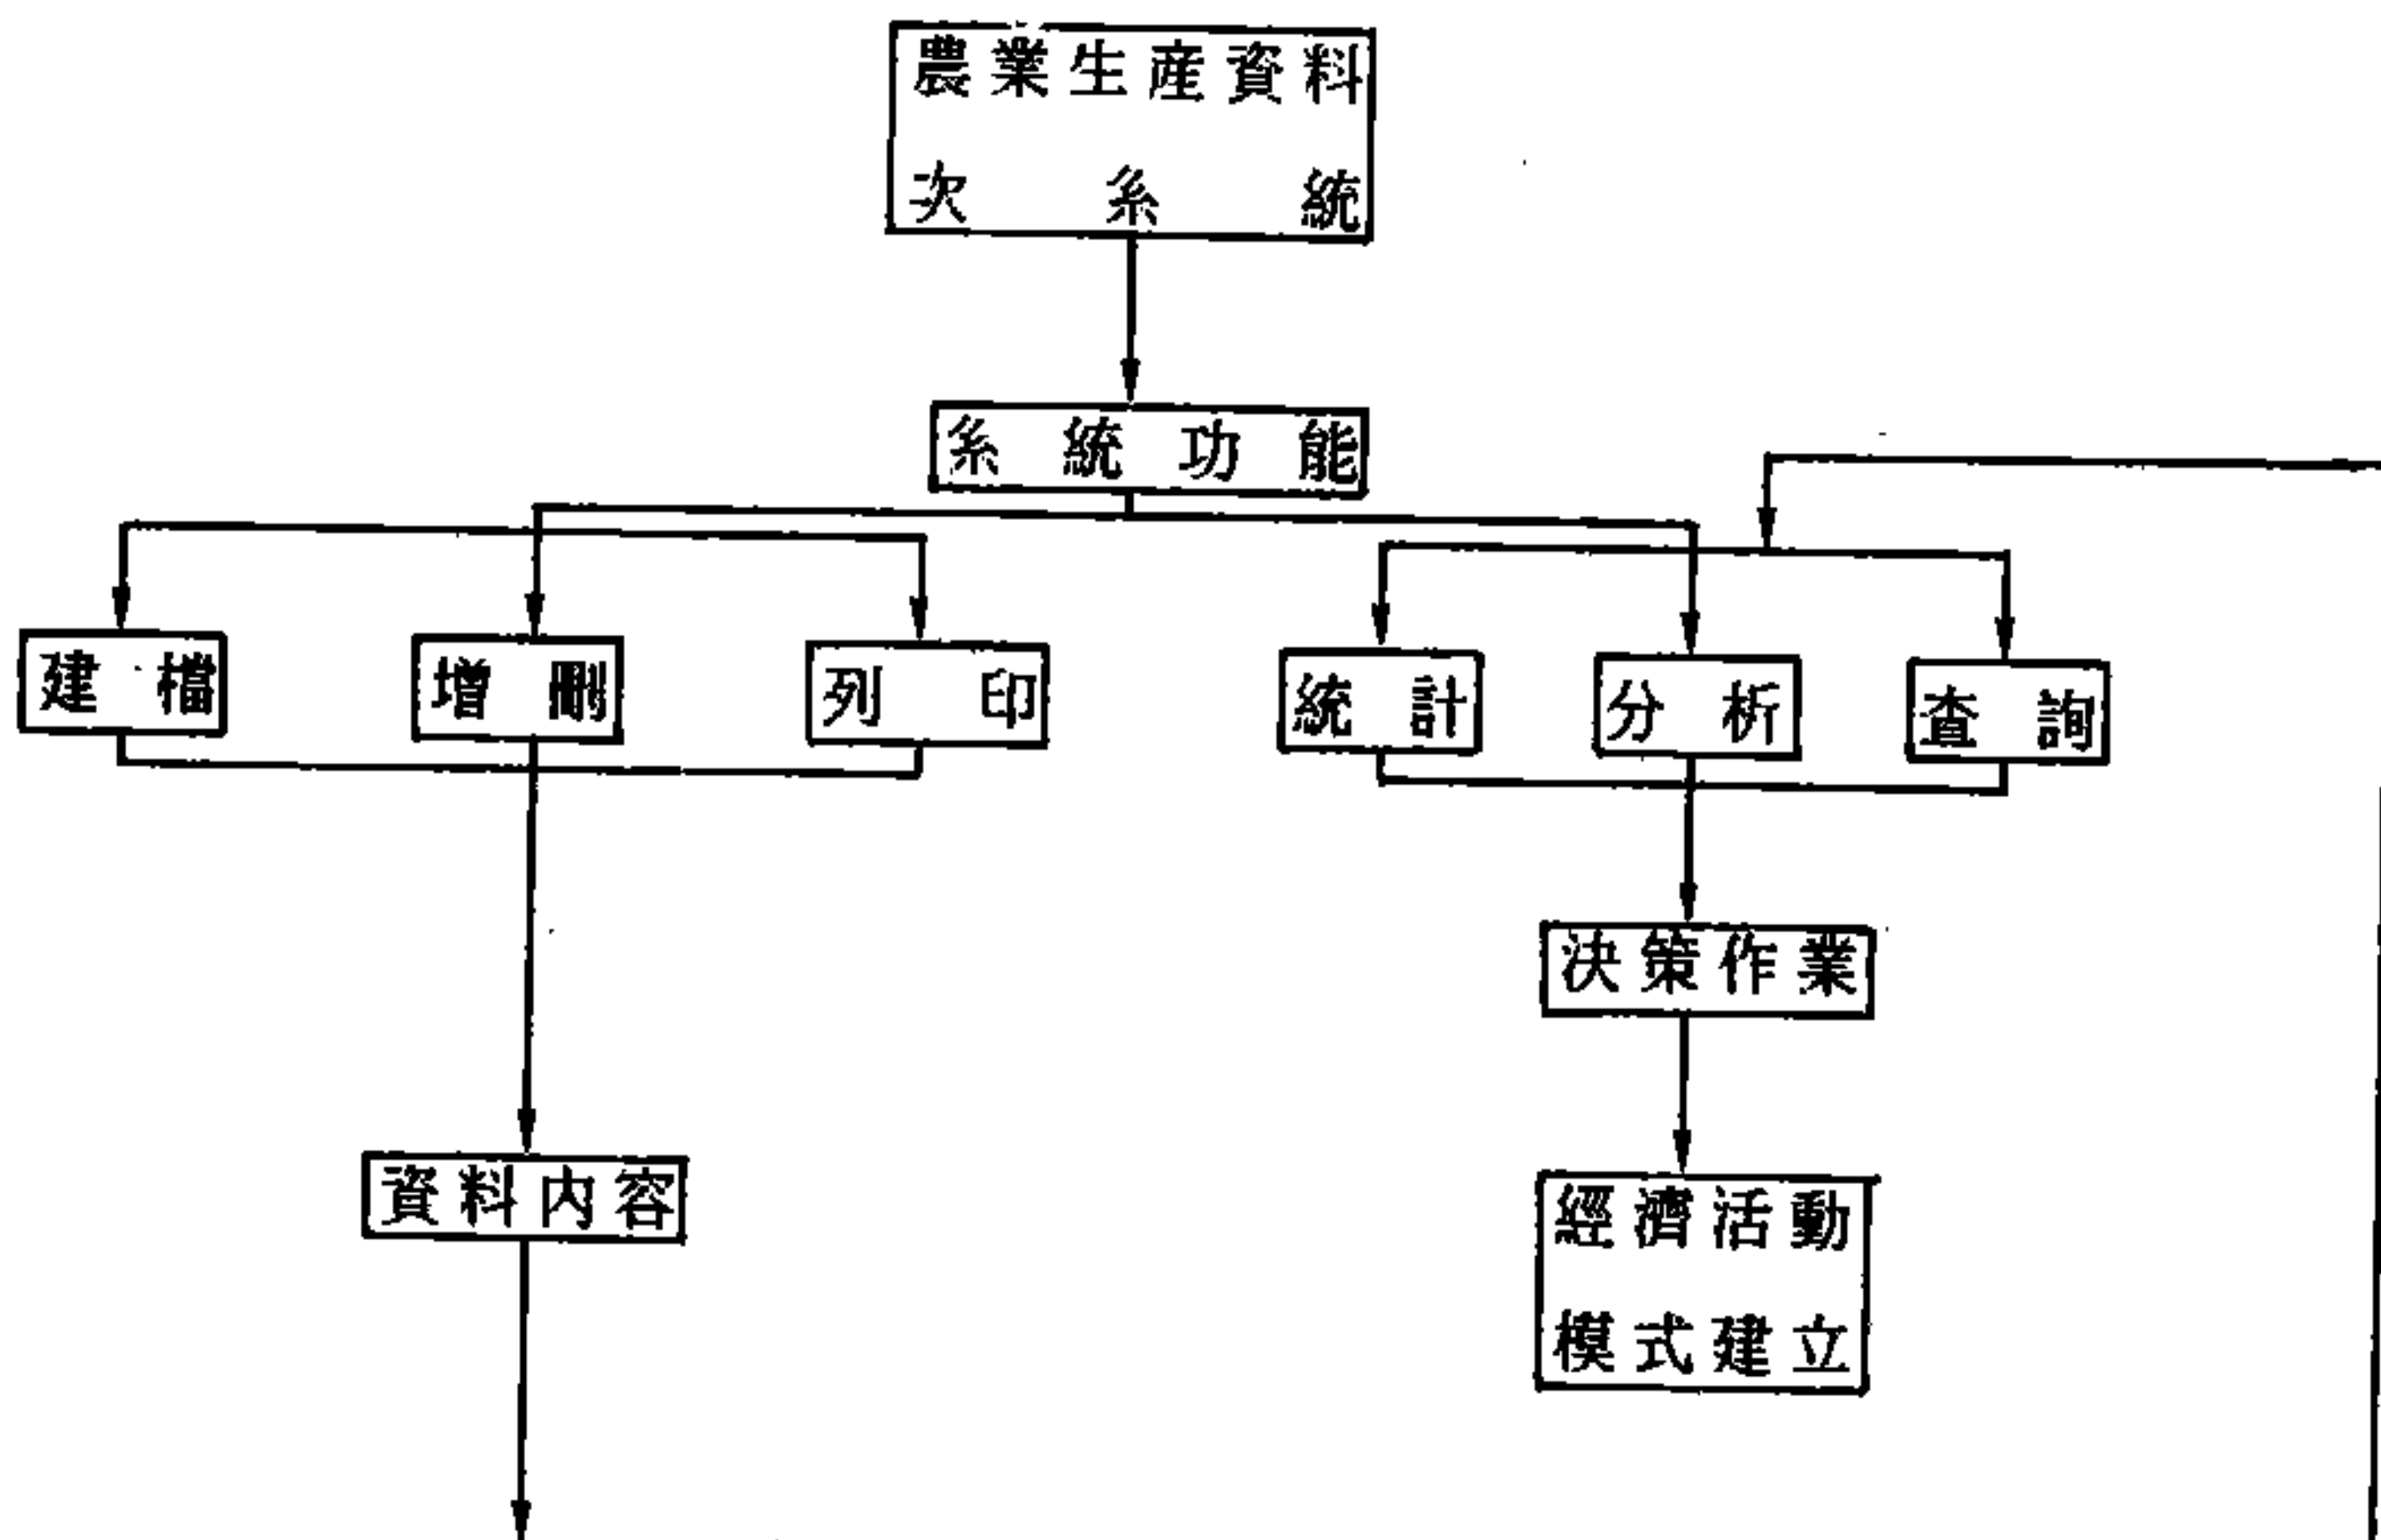 農業生産資料
次系統
系統功能
建檔
增刪
列印
統計
分析
查詢
決策作業
資料內容
經濟活動
模式建立